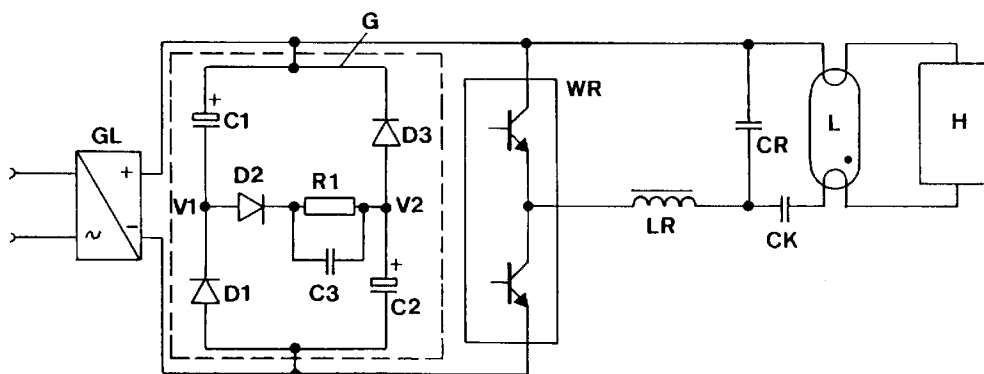 G
WR
+
C1
D3
GL
+
D2
R1
V1
V2
CR
L
H
~
-
LR
CK
D1
C3
+
C2